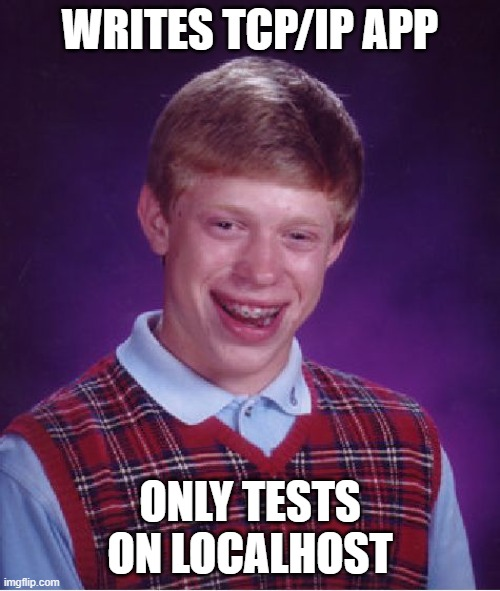 WRITES TCP/IP APP
ONLY TESTS
ON LOCALHOST
imgflip.com